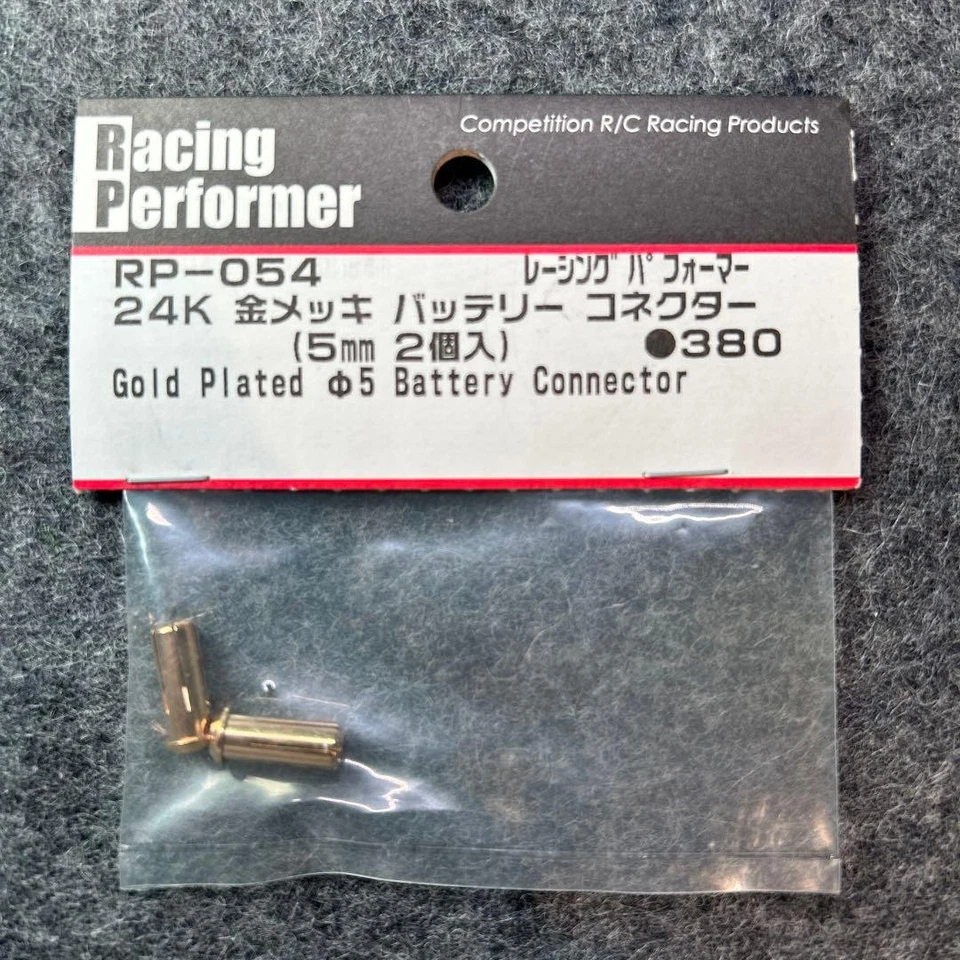 Racing Performer
Competition R/C Racing Products
RP-054 レーシングパフォーマー
24K 金メッキ バッテリー コネクター
(5mm 2個入) ●380
Gold Plated Φ5 Battery Connector